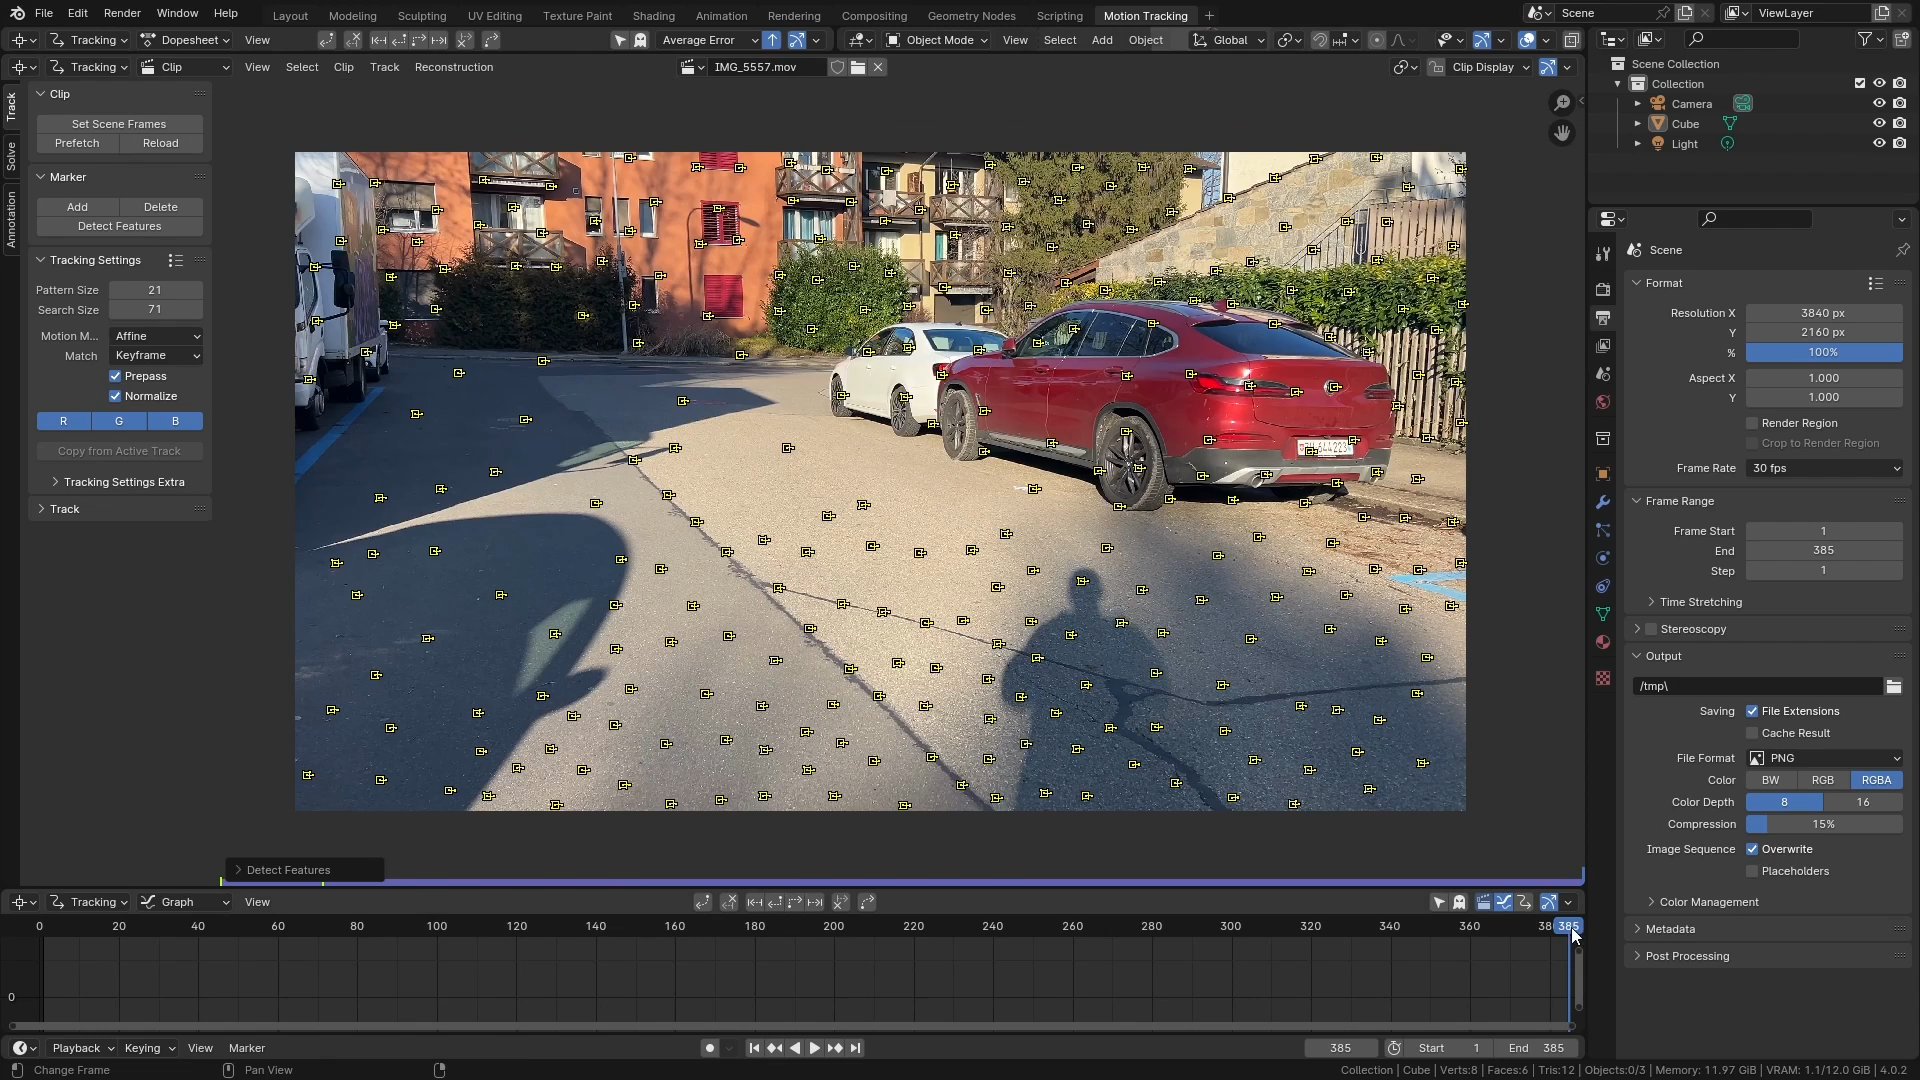 File Edit Render Window Help Layout Modeling Sculpting UV Editing Texture Paint Shading Animation Rendering Compositing Geometry Nodes Scripting Motion Tracking + Scene ViewLayer
Tracking Dopesheet View Average Error Object Mode View Select Add Object Global
Tracking Clip View Select Clip Track Reconstruction IMG_5557.mov Clip Display
Scene Collection
Collection
Camera
Cube
Light
Track
Solve
Annotation
Clip
Set Scene Frames
Prefetch Reload
Marker
Add Delete
Detect Features
Tracking Settings
Pattern Size 21
Search Size 71
Motion M... Affine
Match Keyframe
Prepass
Normalize
R G B
Copy from Active Track
Tracking Settings Extra
Track
Detect Features
Scene
Format
Resolution X 3840 px
Y 2160 px
% 100%
Aspect X 1.000
Y 1.000
Render Region
Crop to Render Region
Frame Rate 30 fps
Frame Range
Frame Start 1
End 385
Step 1
Time Stretching
Stereoscopy
Output
/tmp\
Saving File Extensions
Cache Result
File Format PNG
Color BW RGB RGBA
Color Depth 8 16
Compression 15%
Image Sequence Overwrite
Placeholders
Color Management
Metadata
Post Processing
Tracking Graph View
0 20 40 60 80 100 120 140 160 180 200 220 240 260 280 300 320 340 360 38 385
0
Playback Keying View Marker 385 Start 1 End 385
Change Frame Pan View Collection | Cube | Verts:8 | Faces:6 | Tris:12 | Objects:0/3 | Memory: 11.97 GiB | VRAM: 1.1/12.0 GiB | 4.0.2